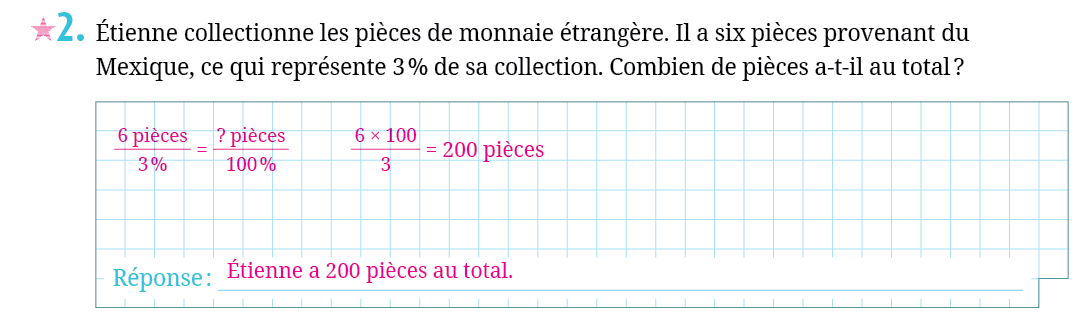 2. Étienne collectionne les pièces de monnaie étrangère. Il a six pièces provenant du
Mexique, ce qui représente 3 % de sa collection. Combien de pièces a-t-il au total ?
6 pièces / 3 % = ? pièces / 100 %    6 × 100 / 3 = 200 pièces
Réponse : Étienne a 200 pièces au total.